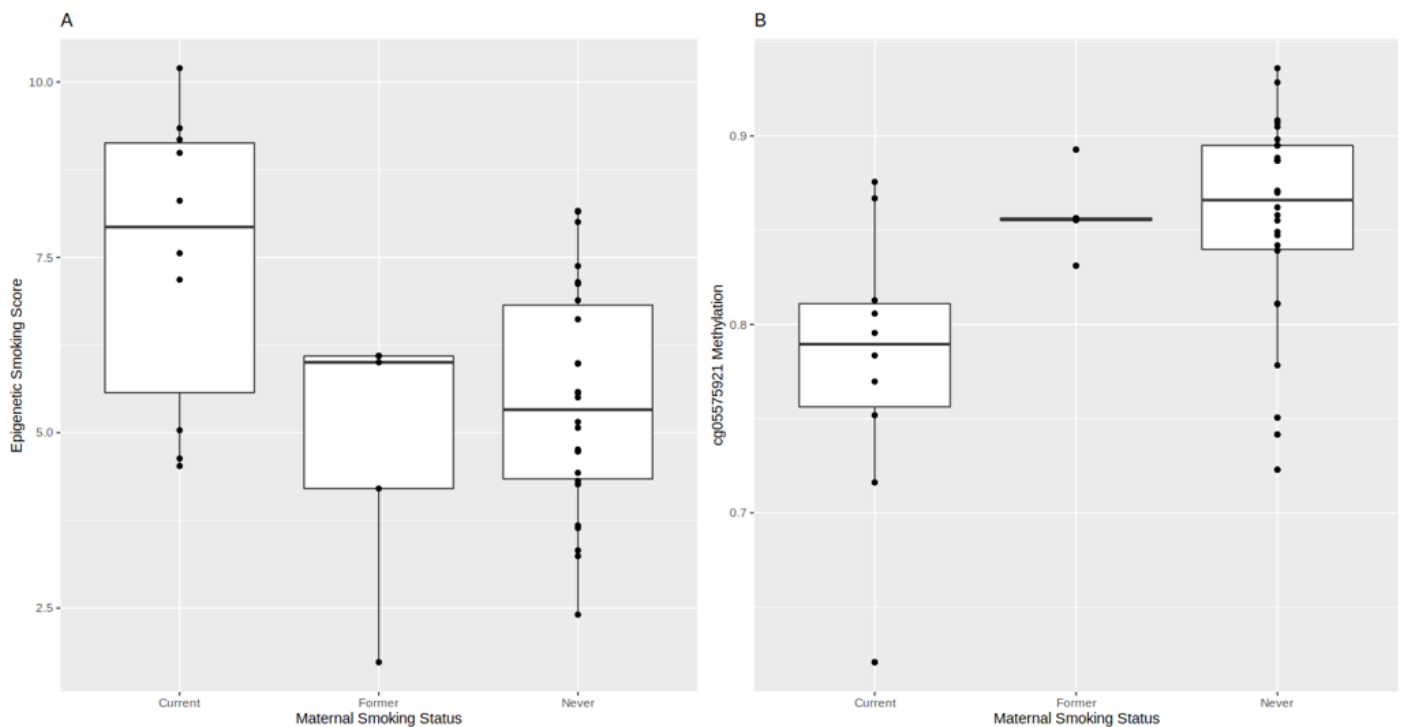 A
10.0
7.5
5.0
2.5
Epigenetic Smoking Score
Current Former Never
Maternal Smoking Status
B
0.9
0.8
0.7
cg05575921 Methylation
Current Former Never
Maternal Smoking Status